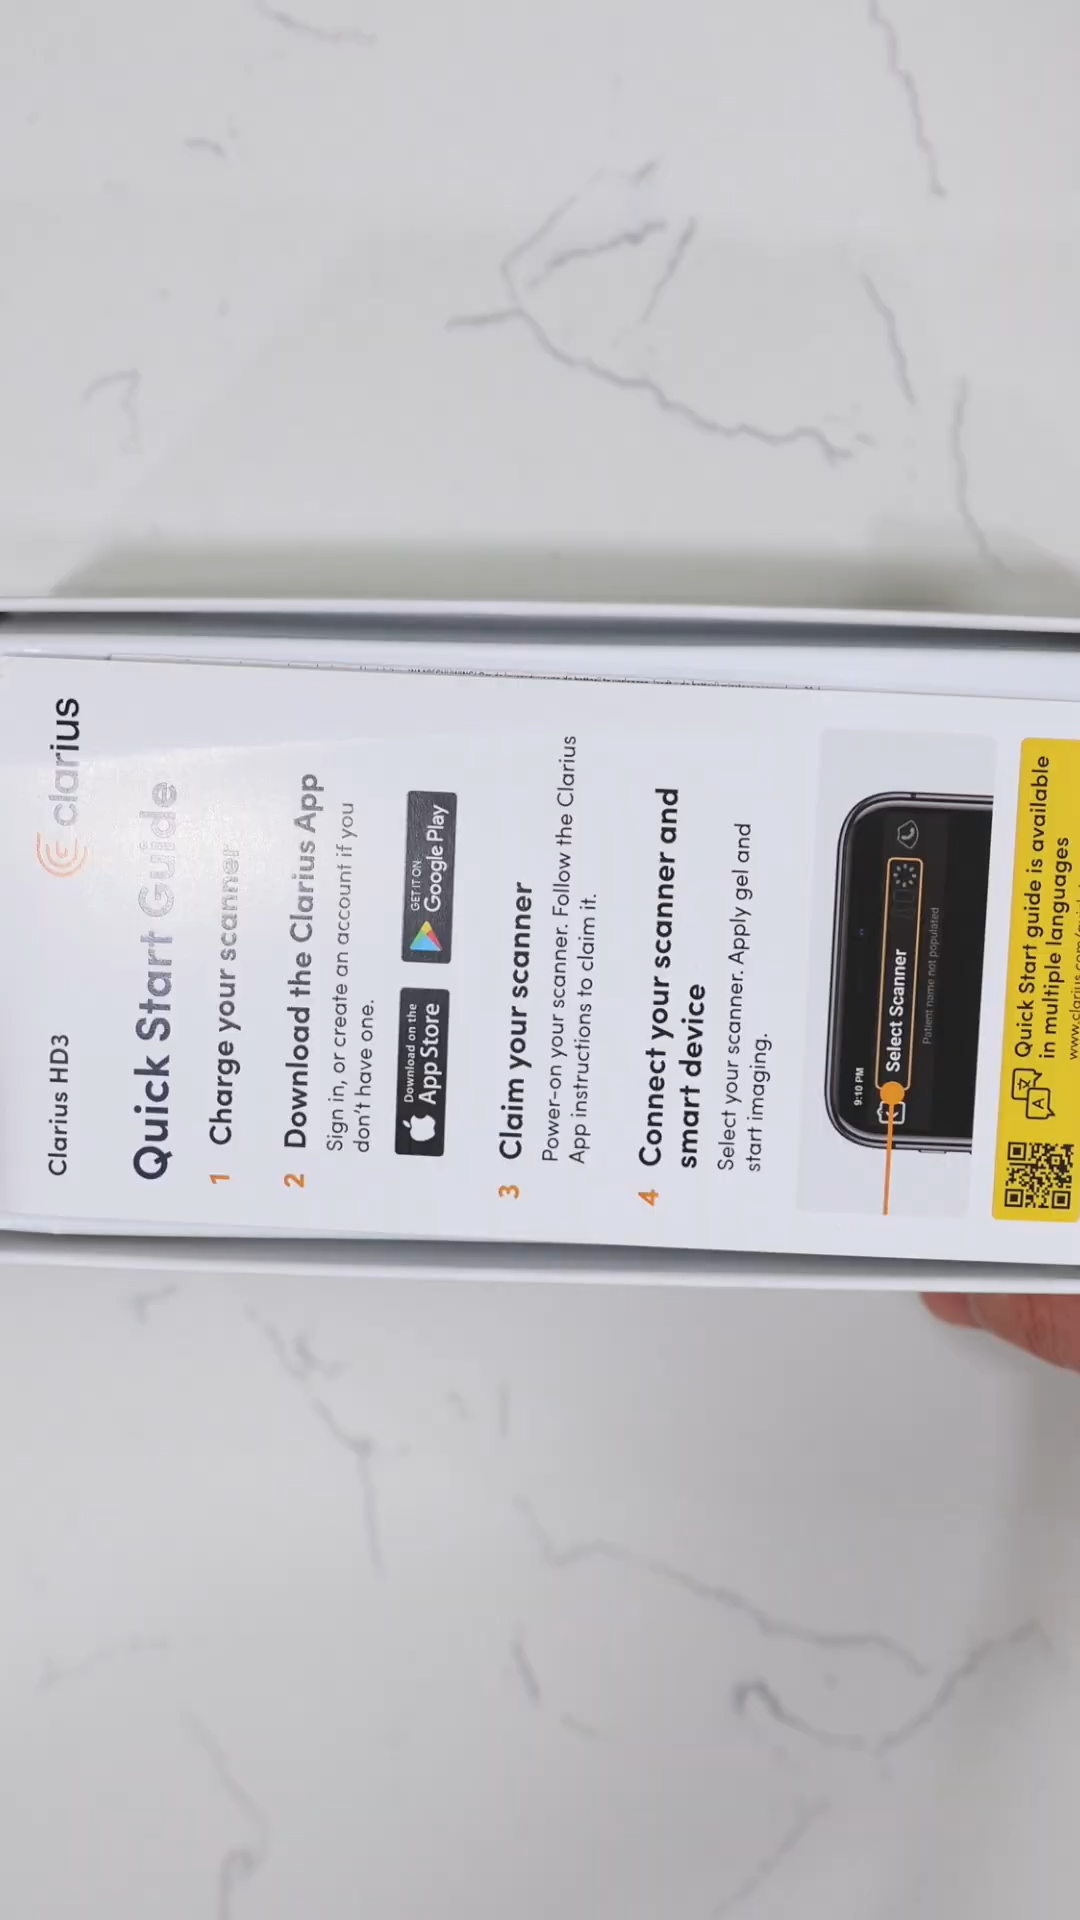 Clarius HD3
clarius
Quick Start Guide
1 Charge your scanner
2 Download the Clarius App
Sign in, or create an account if you
don't have one.
Download on the
App Store
GET IT ON
Google Play
3 Claim your scanner
Power-on your scanner. Follow the Clarius
App instructions to claim it.
4 Connect your scanner and
smart device
Select your scanner. Apply gel and
start imaging.
9:10 PM
Select Scanner
Patient name not populated
A
Quick Start guide is available
in multiple languages